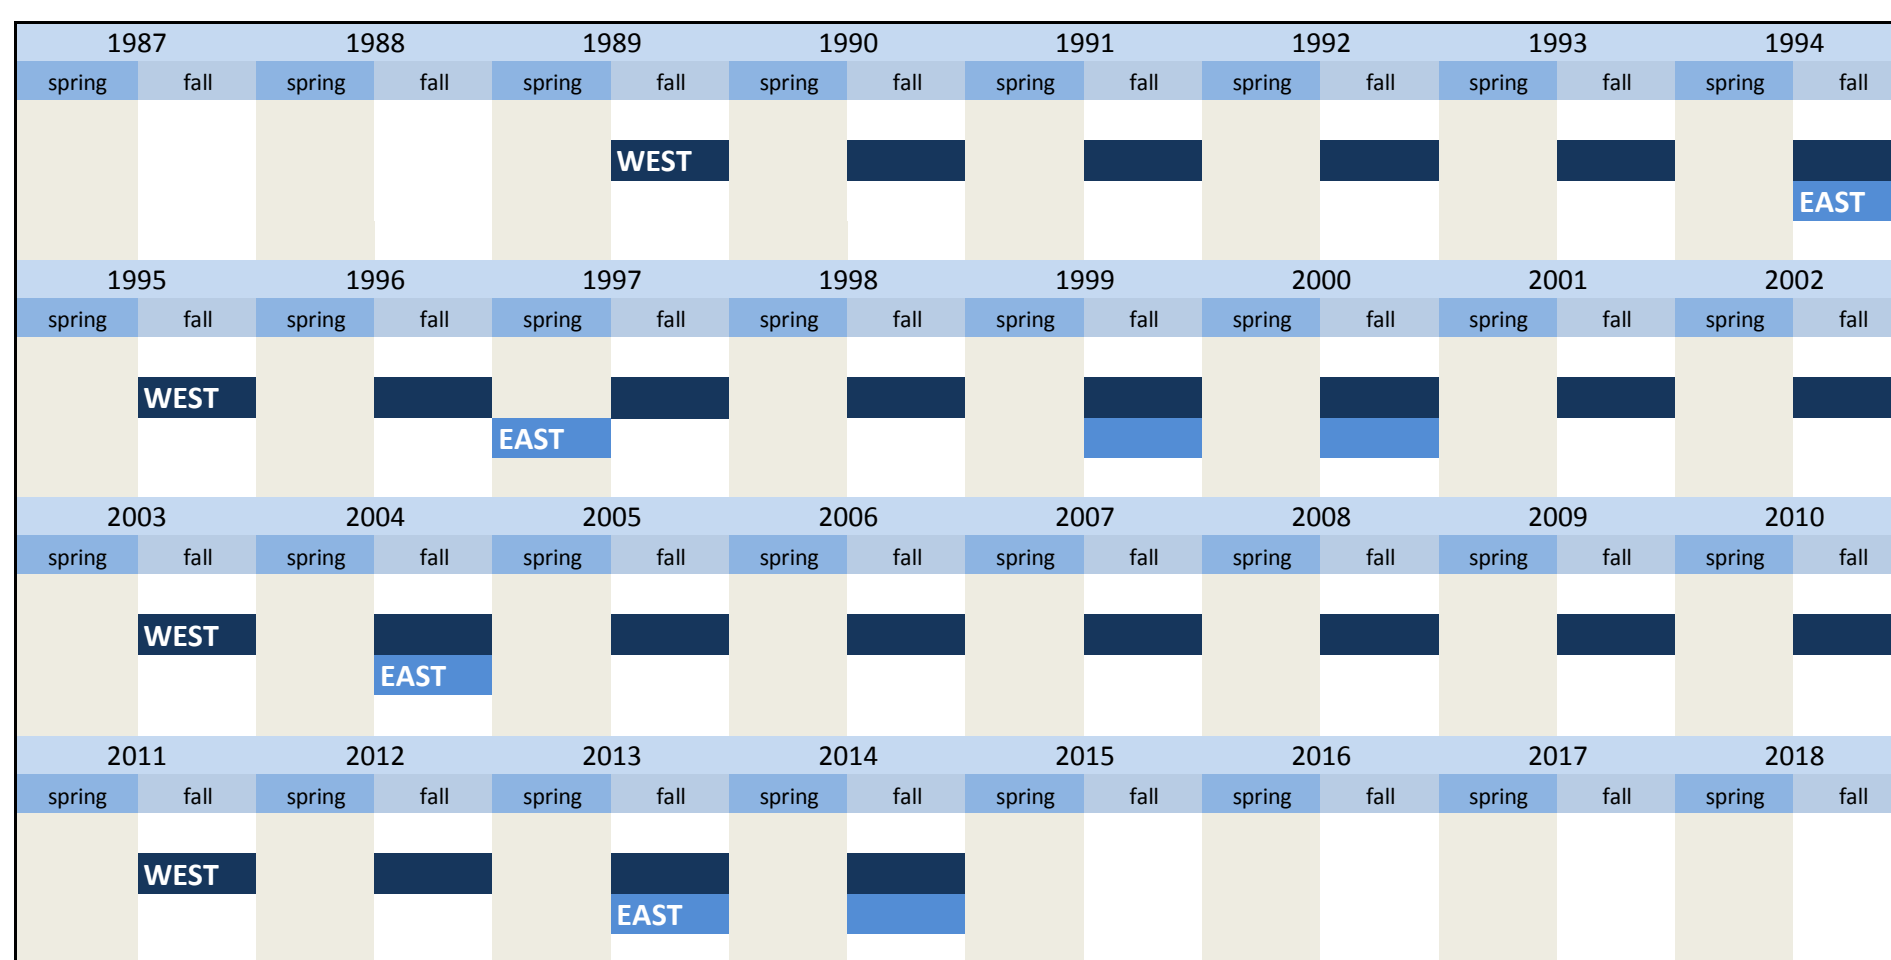 1987 1988 1989 1990 1991 1992 1993 1994
spring fall spring fall spring fall spring fall spring fall spring fall spring fall spring fall
WEST
EAST
1995 1996 1997 1998 1999 2000 2001 2002
spring fall spring fall spring fall spring fall spring fall spring fall spring fall spring fall
WEST
EAST
2003 2004 2005 2006 2007 2008 2009 2010
spring fall spring fall spring fall spring fall spring fall spring fall spring fall spring fall
WEST
EAST
2011 2012 2013 2014 2015 2016 2017 2018
spring fall spring fall spring fall spring fall spring fall spring fall spring fall spring fall
WEST
EAST